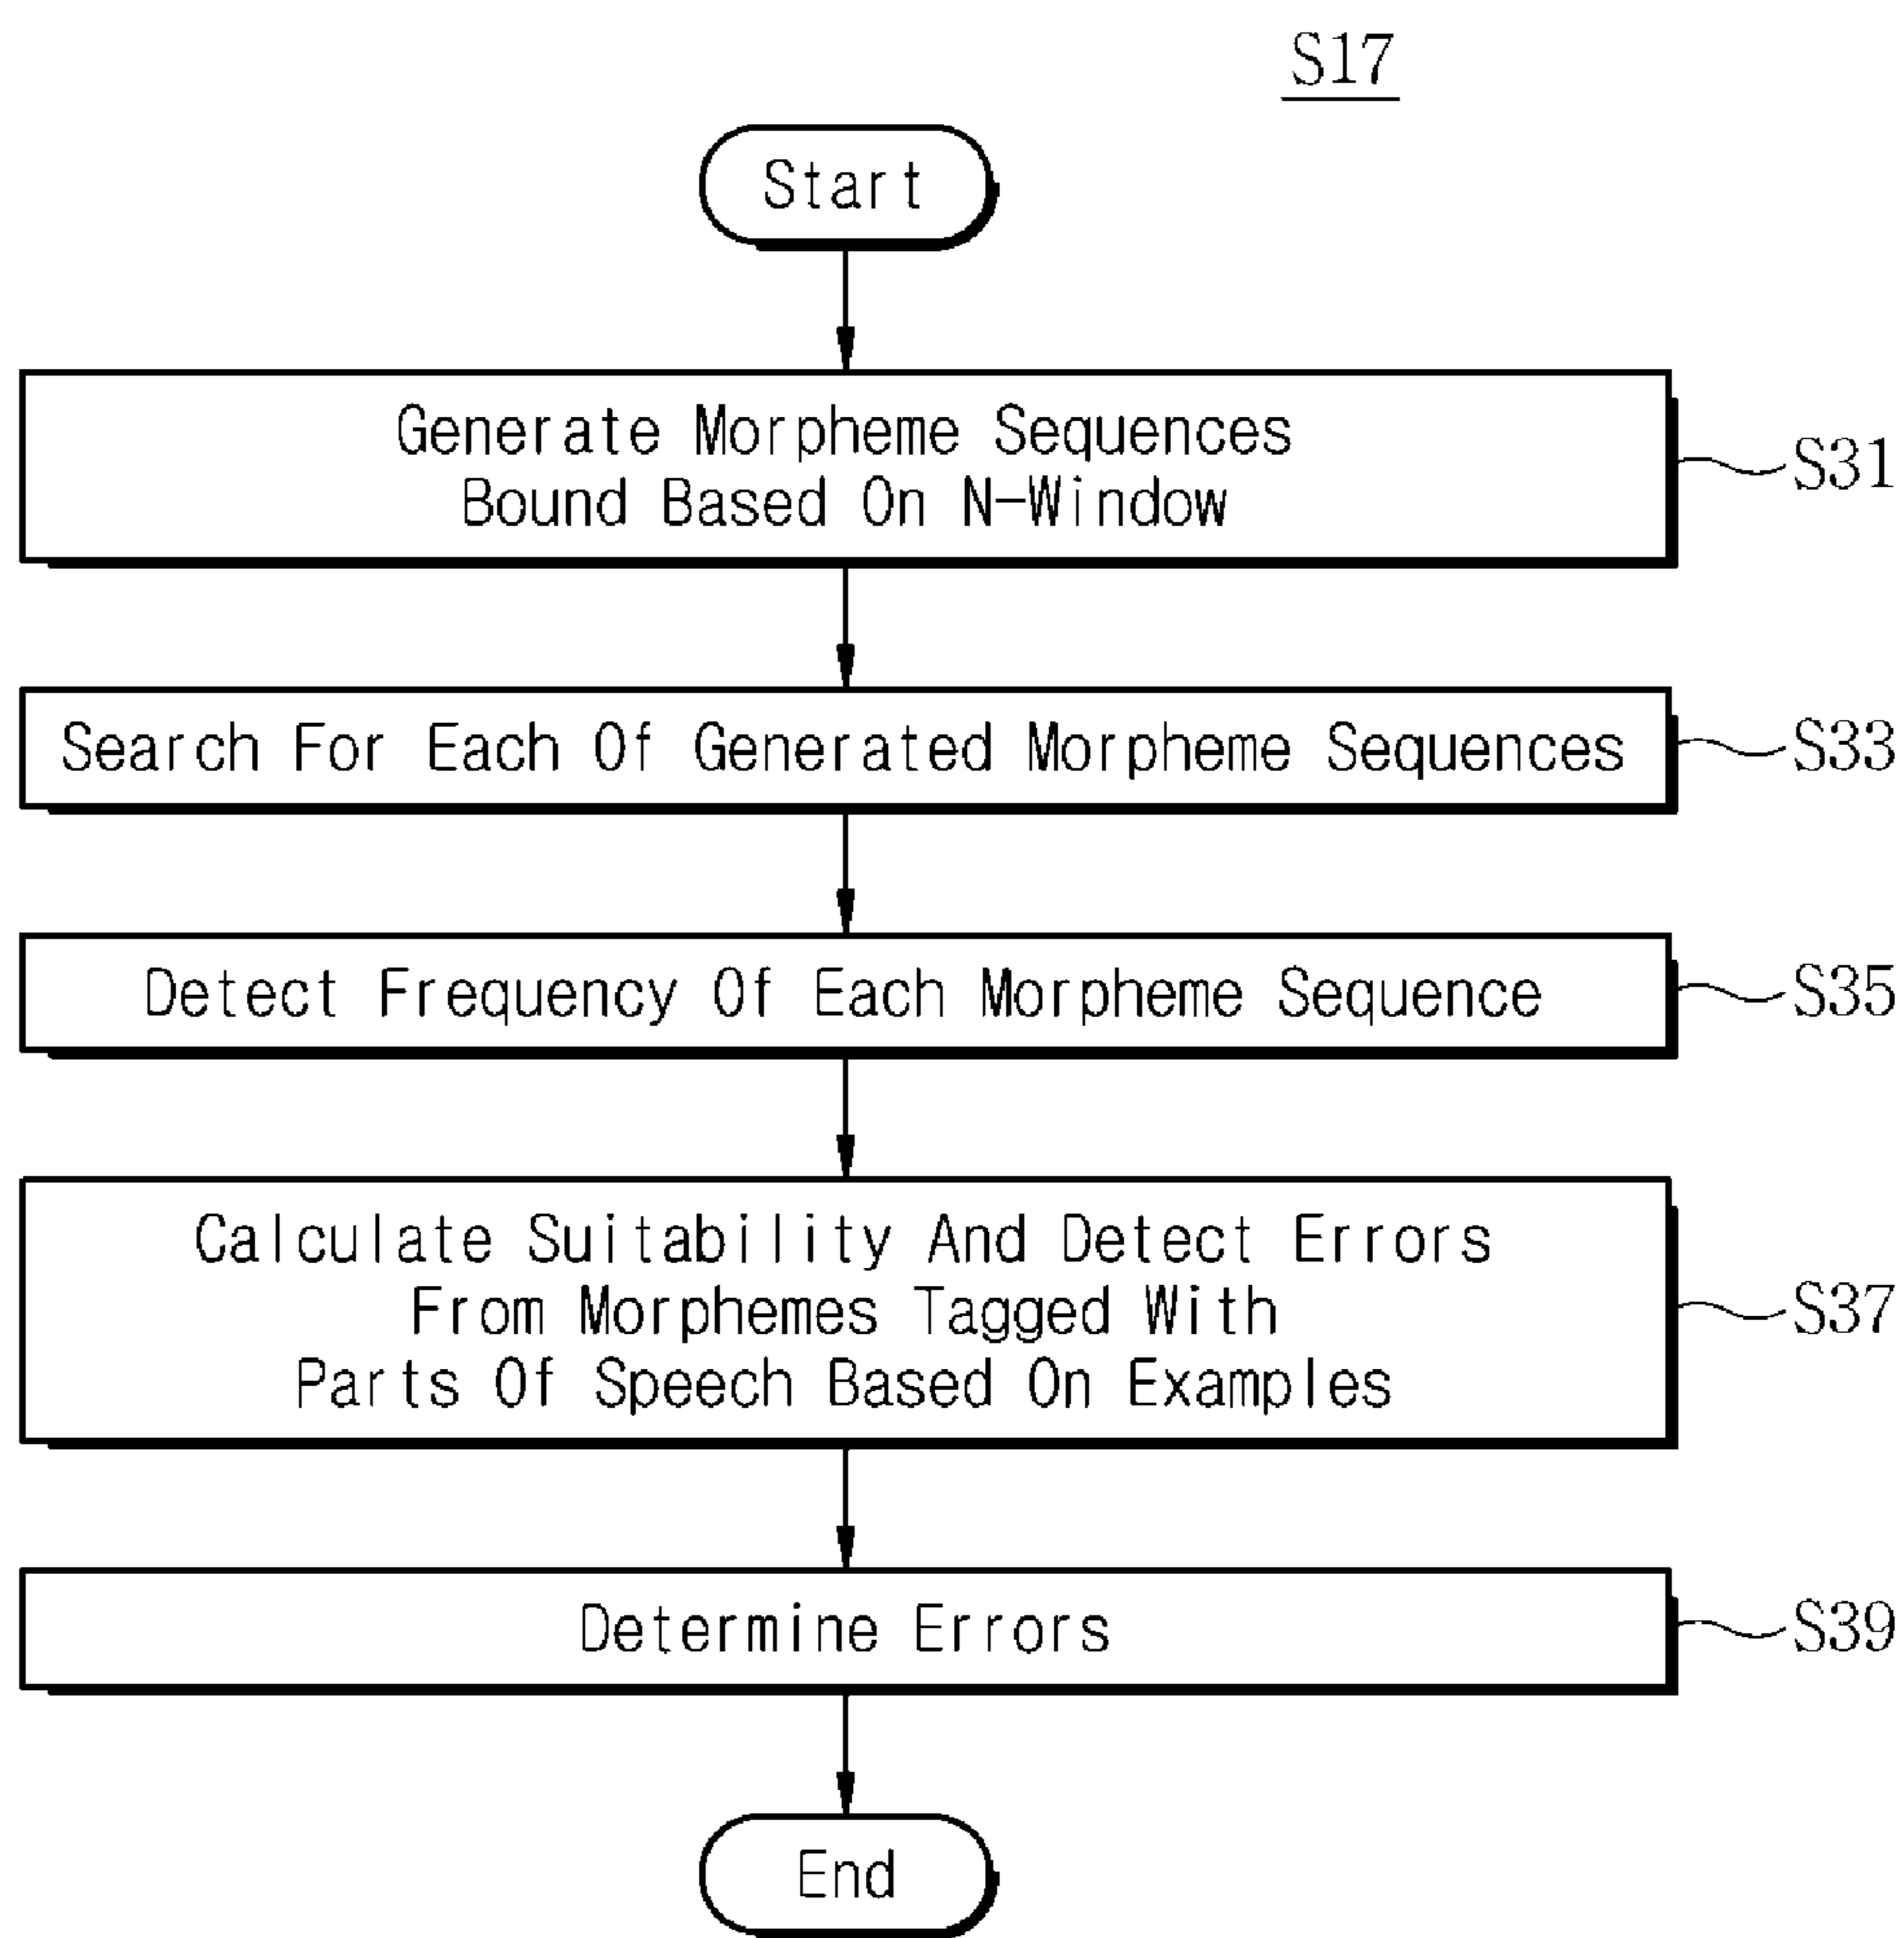 S17
Start
Generate Morpheme Sequences
Bound Based On N-Window
S31
Search For Each Of Generated Morpheme Sequences
S33
Detect Frequency Of Each Morpheme Sequence
S35
Calculate Suitability And Detect Errors
From Morphemes Tagged With
Parts Of Speech Based On Examples
S37
Determine Errors
S39
End